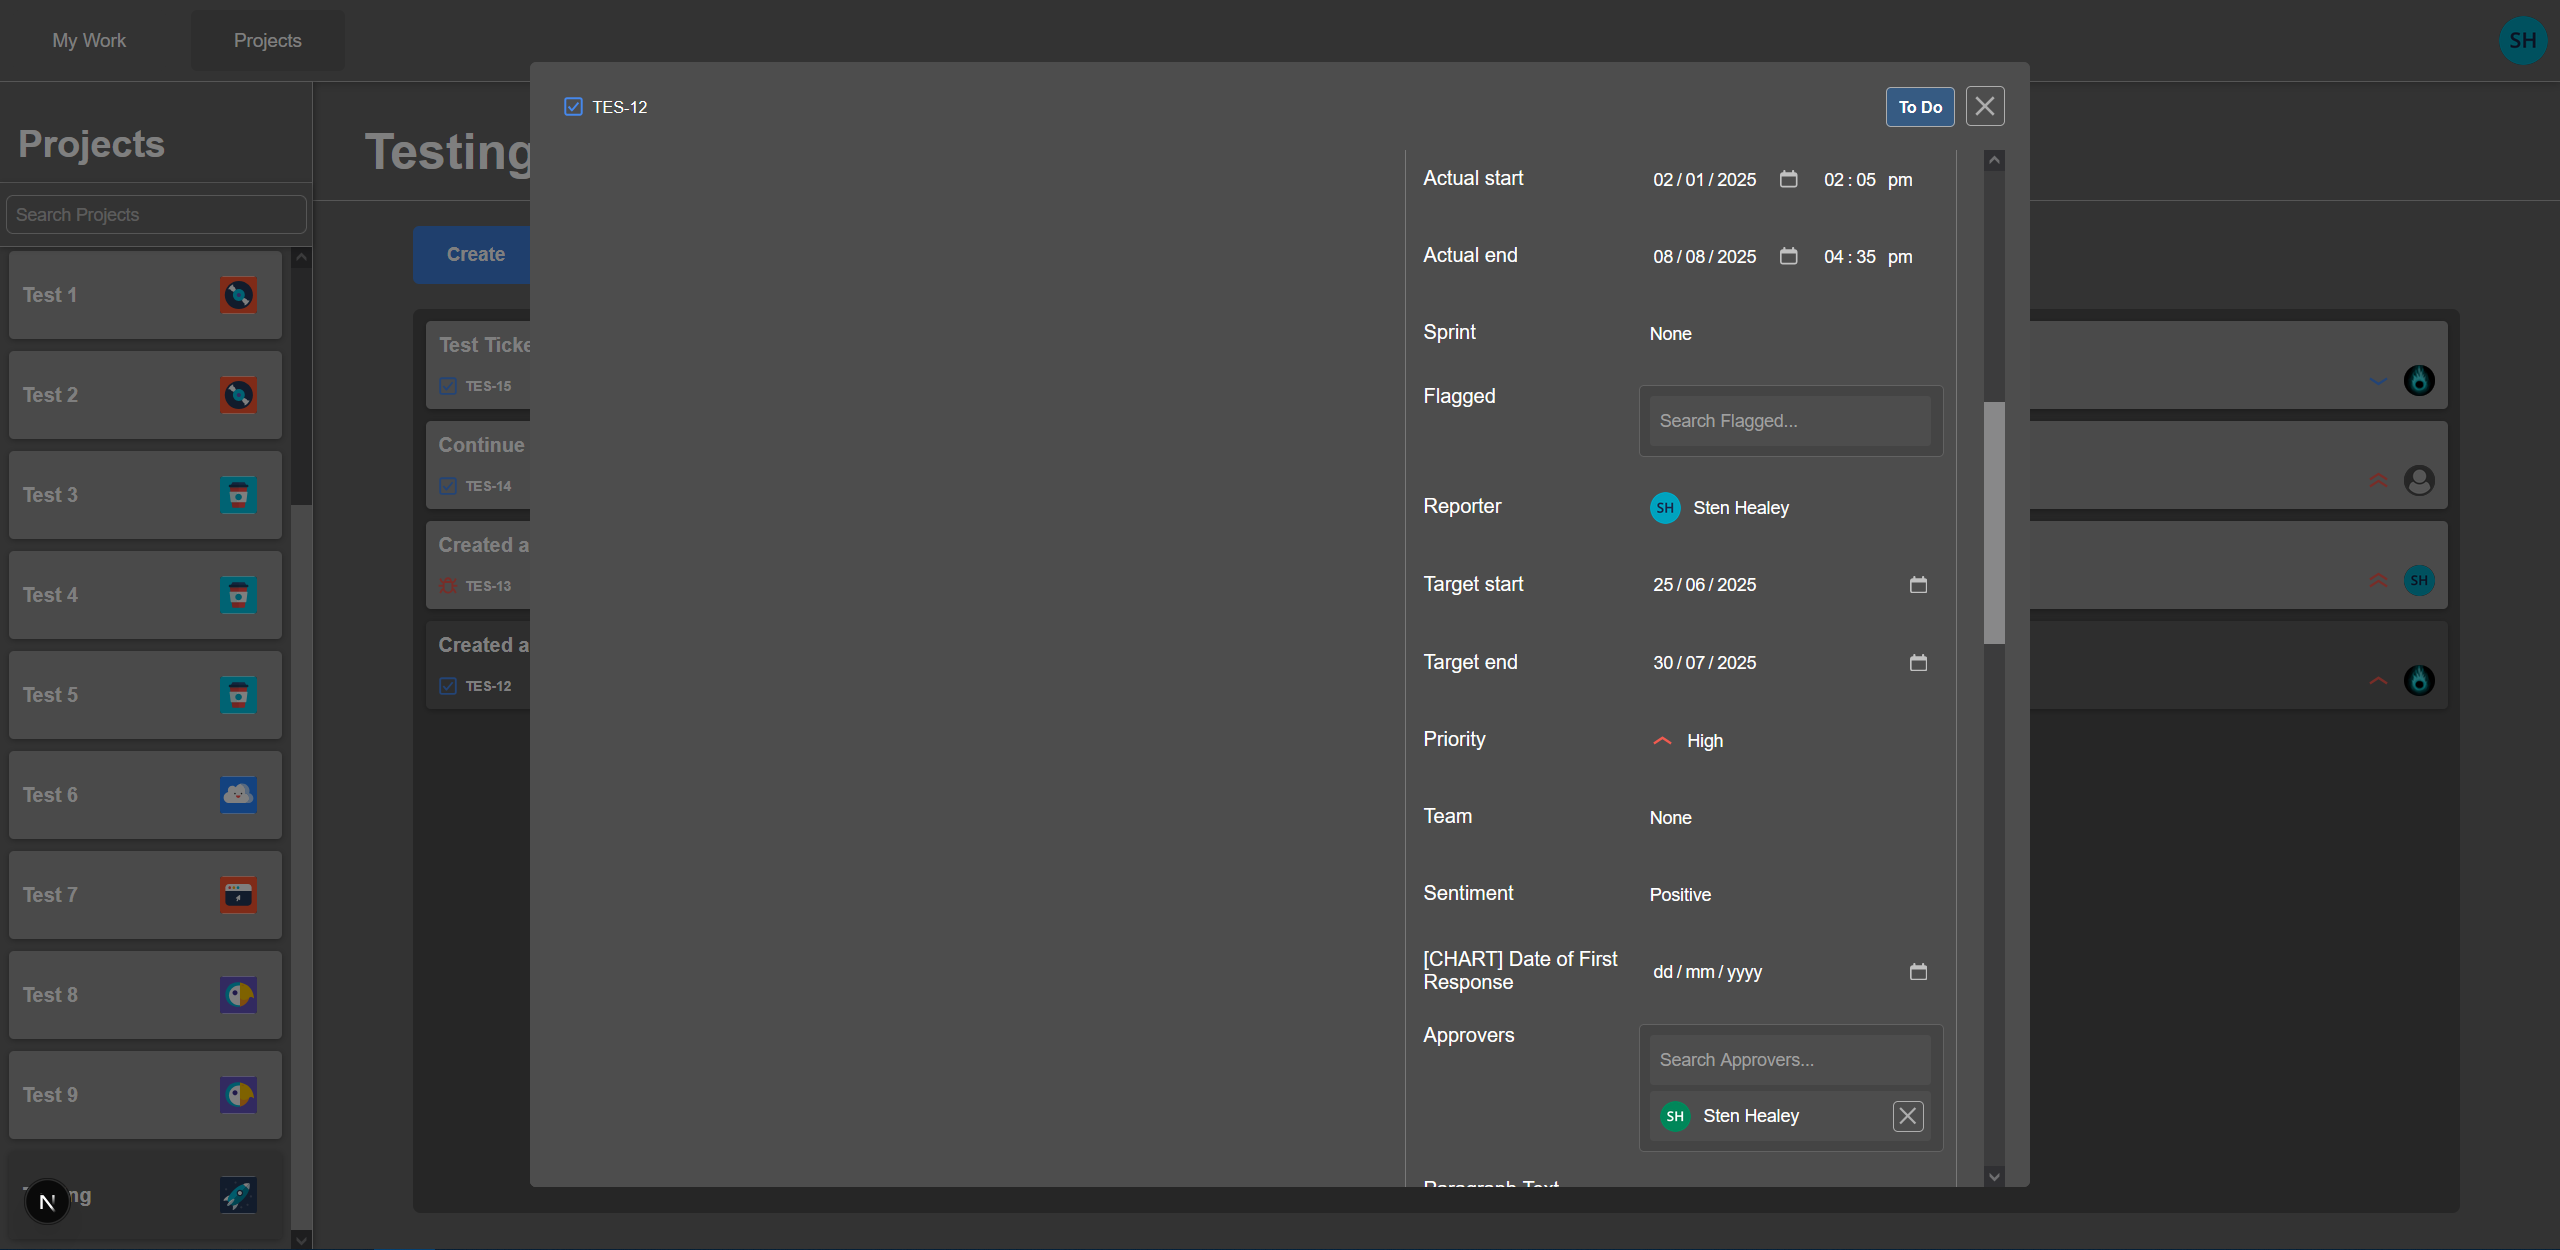 My Work
Projects
SH
Projects
Search Projects
Test 1
Test 2
Test 3
Test 4
Test 5
Test 6
Test 7
Test 8
Test 9
N
Testing
Create
Test Ticke
TES-15
Continue
TES-14
Created a
TES-13
SH
Created a
TES-12
TES-12
To Do
Actual start
02/01/2025 02:05 pm
Actual end
08/08/2025 04:35 pm
Sprint
None
Flagged
Search Flagged...
Reporter
SH Sten Healey
Target start
25/06/2025
Target end
30/07/2025
Priority
High
Team
None
Sentiment
Positive
[CHART] Date of First
Response
dd/mm/yyyy
Approvers
Search Approvers...
SH Sten Healey
Paragraph Text